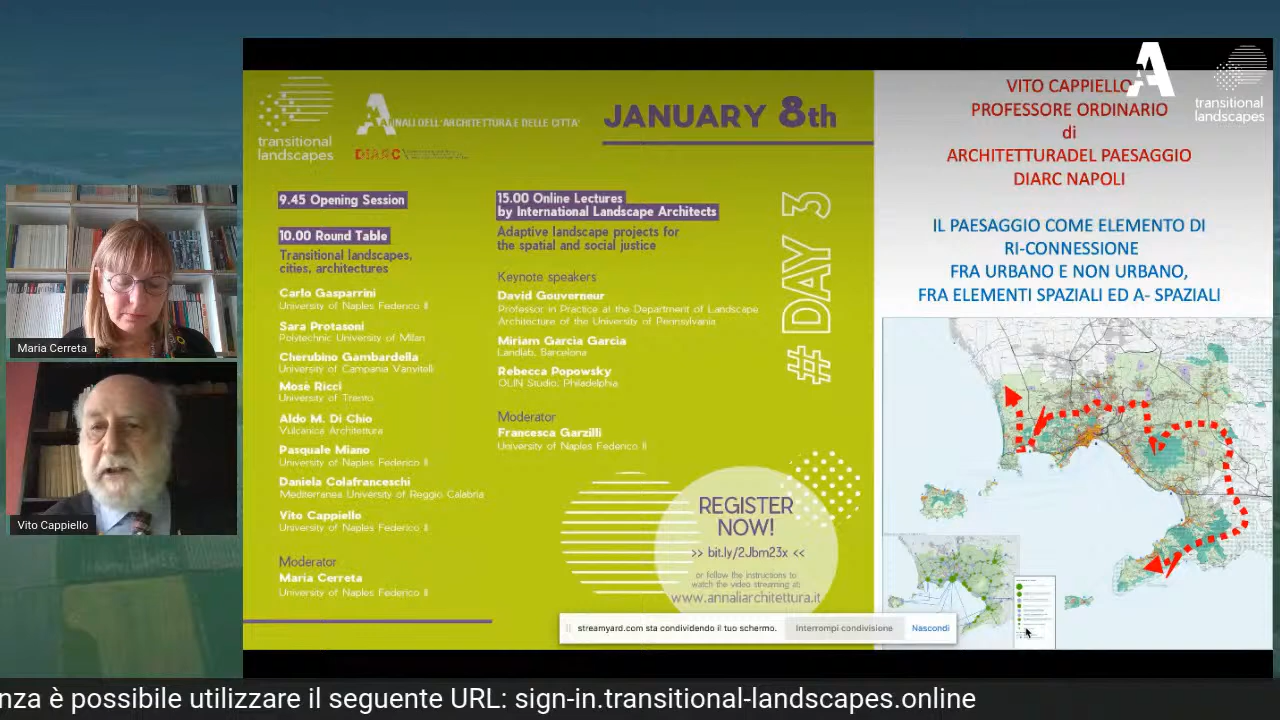 transitional
landscapes
ANNALI DELL'ARCHITETTURA E DELLE CITTA'
DIARC
JANUARY 8th
9.45 Opening Session
10.00 Round Table
Transitional landscapes,
cities, architectures
Carlo Gasparrini
University of Naples Federico II
Sara Protasoni
Polytechnic University of Milan
Cherubino Gambardella
University of Campania Vanvitelli
Mosè Ricci
University of Trento
Aldo M. Di Chio
Vulcanica Architettura
Pasquale Miano
University of Naples Federico II
Daniela Colafranceschi
Mediterranea University of Reggio Calabria
Vito Cappiello
University of Naples Federico II
Moderator
Maria Cerreta
University of Naples Federico II
15.00 Online Lectures
by International Landscape Architects
Adaptive landscape projects for
the spatial and social justice
Keynote speakers
David Gouverneur
Professor in Practice at the Department of Landscape
Architecture of the University of Pennsylvania
Miriam Garcia Garcia
Landlab, Barcelona
Rebecca Popowsky
OLIN Studio, Philadelphia
Moderator
Francesca Garzilli
University of Naples Federico II
# DAY 3
REGISTER
NOW!
>> bit.ly/2Jbm23x <<
or follow the instructions to
watch the video streaming at:
www.annaliarchitettura.it
streamyard.com sta condividendo il tuo schermo.
Interrompi condivisione
Nascondi
VITO CAPPIELLO
PROFESSORE ORDINARIO
di
ARCHITETTURADEL PAESAGGIO
DIARC NAPOLI
IL PAESAGGIO COME ELEMENTO DI
RI-CONNESSIONE
FRA URBANO E NON URBANO,
FRA ELEMENTI SPAZIALI ED A- SPAZIALI
A
transitional
landscapes
Maria Cerreta
Vito Cappiello
nza è possibile utilizzare il seguente URL: sign-in.transitional-landscapes.online